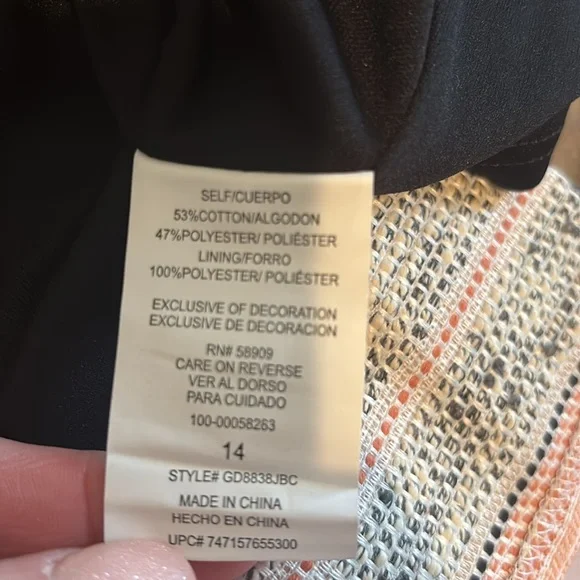 SELF/CUERPO
53%COTTON/ALGODON
47%POLYESTER/ POLIÉSTER
LINING/FORRO
100%POLYESTER/ POLIÉSTER
EXCLUSIVE OF DECORATION
EXCLUSIVE DE DECORACION
RN# 58909
CARE ON REVERSE
VER AL DORSO
PARA CUIDADO
100-00058263
14
STYLE# GD8838JBC
MADE IN CHINA
HECHO EN CHINA
UPC# 747157655300